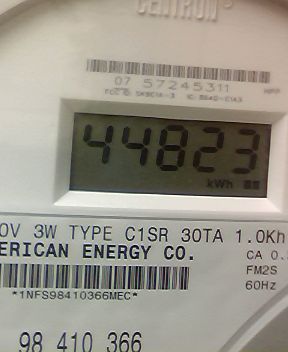 CENTRON®
07 57245311
44823
kWh
0V 3W TYPE C1SR 30TA 1.0Kh
ERICAN ENERGY CO.
CA 0.
FM2S
*1NFS98410366MEC*
60Hz
98 410 366